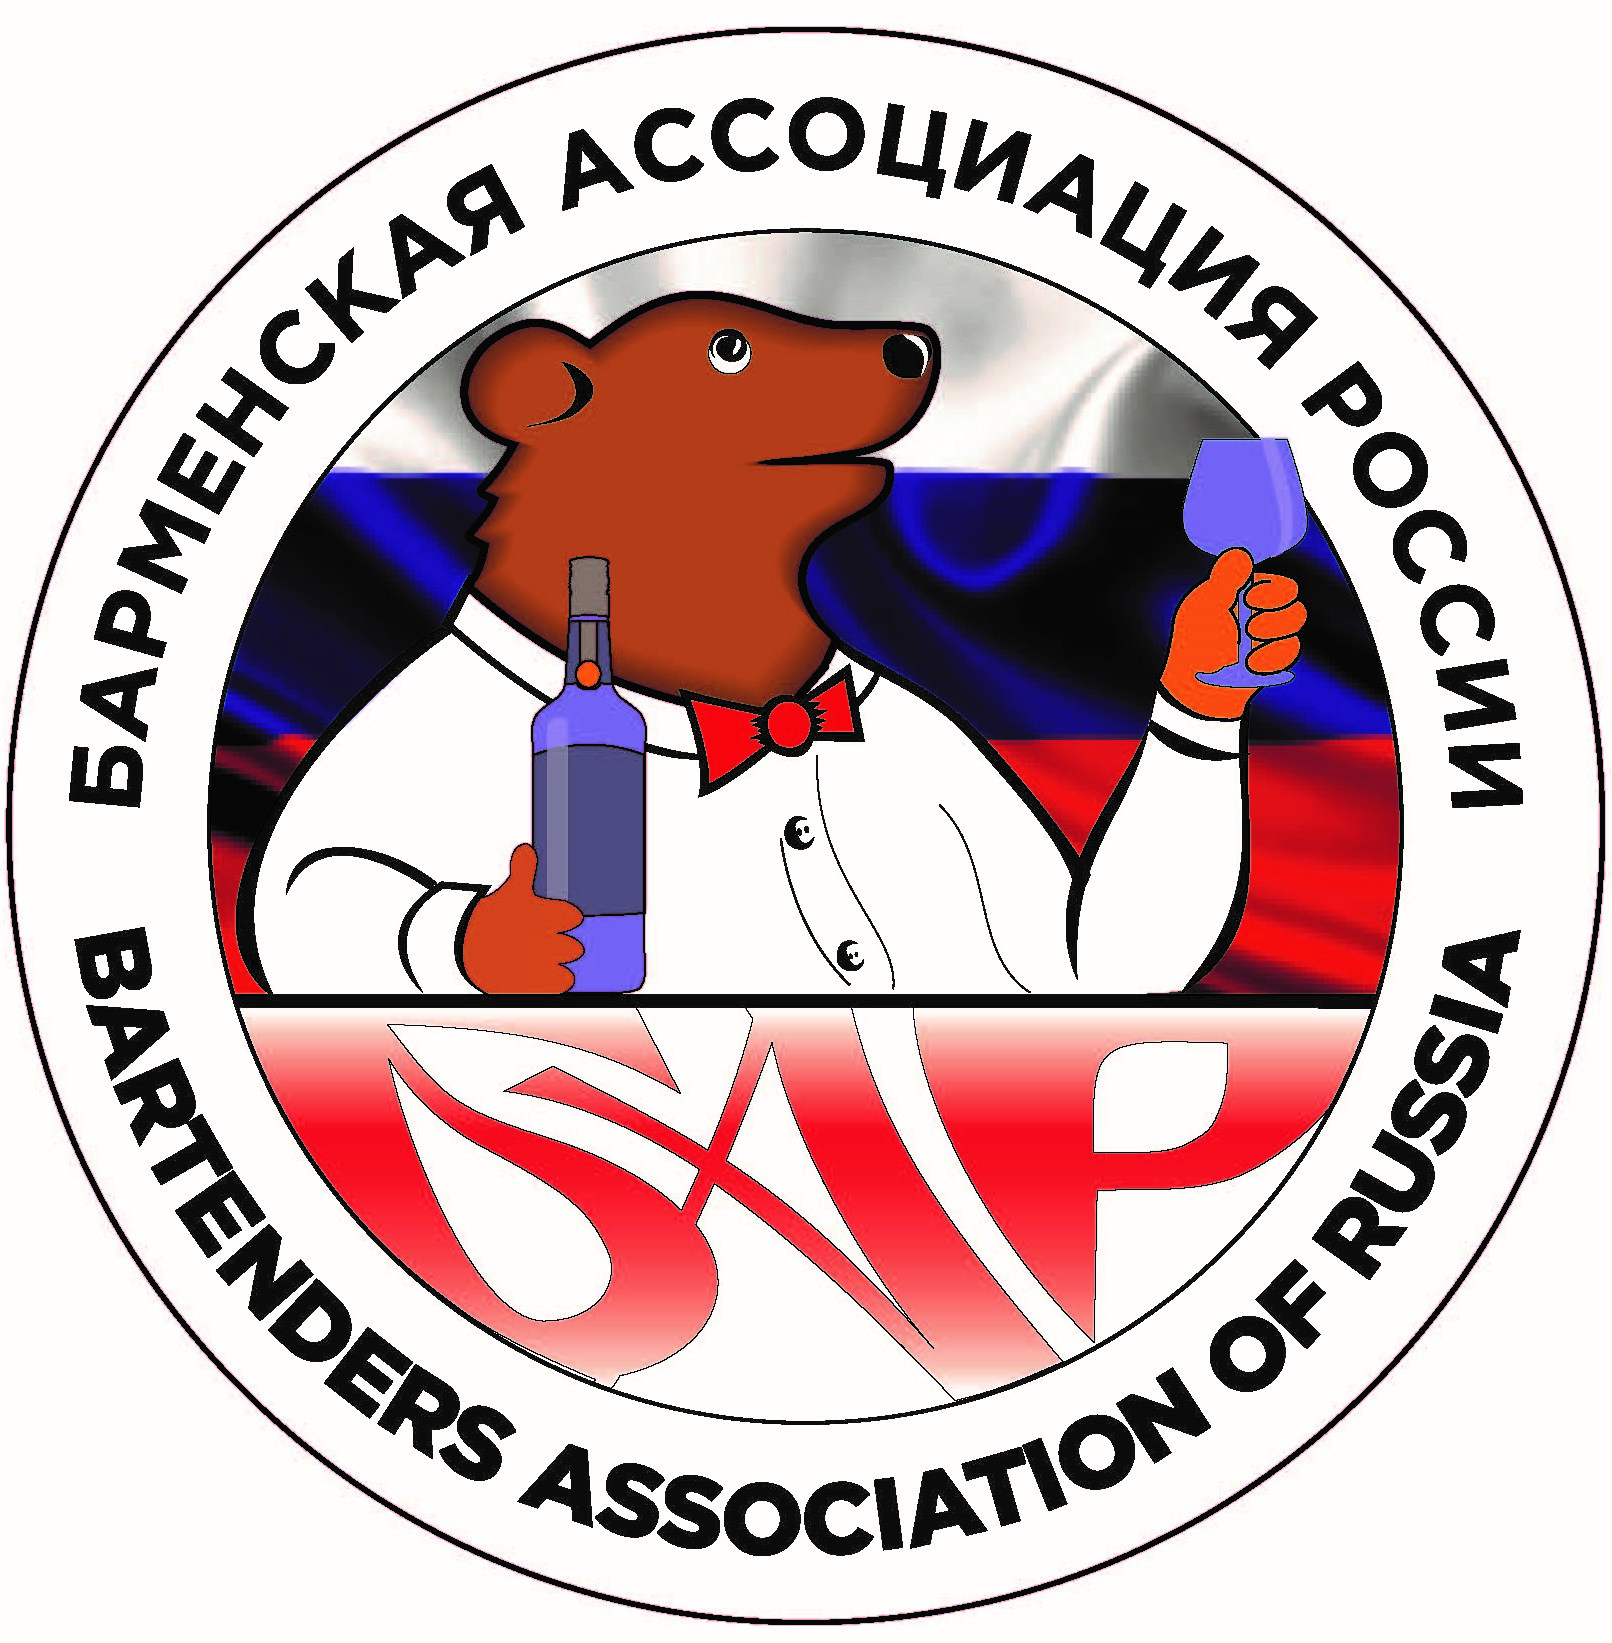 БАРМЕНСКАЯ АССОЦИАЦИЯ РОССИИ
БАР
BARTENDERS ASSOCIATION OF RUSSIA